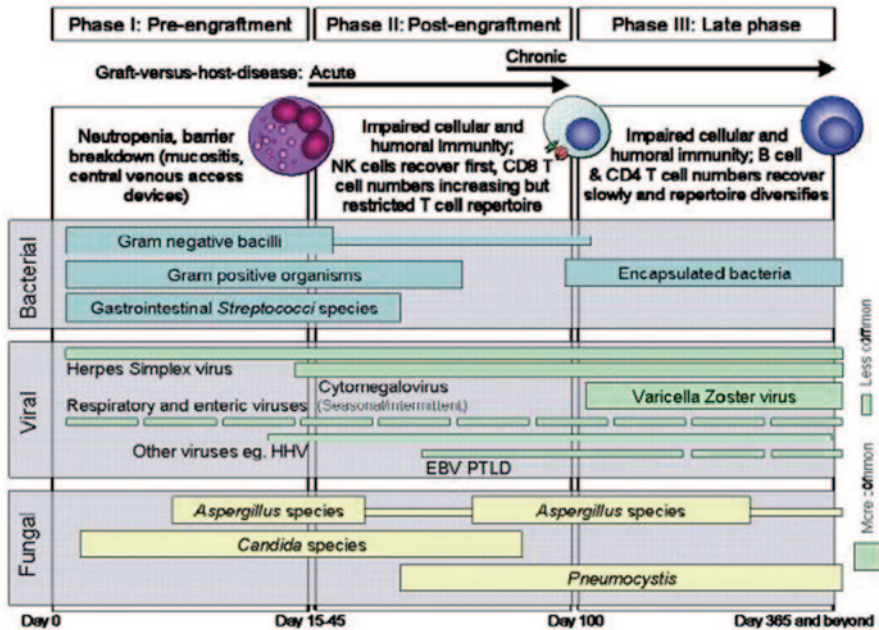 Phase I: Pre-engraftment
Phase II: Post-engraftment
Phase III: Late phase
Graft-versus-host-disease: Acute
Chronic
Neutropenia, barrier
breakdown (mucositis,
central venous access
devices)
Impaired cellular and
humoral immunity;
NK cells recover first, CD8 T
cell numbers increasing but
restricted T cell repertoire
Impaired cellular and
humoral immunity; B cell
& CD4 T cell numbers recover
slowly and repertoire diversifies
Bacterial
Gram negative bacilli
Gram positive organisms
Encapsulated bacteria
Gastrointestinal Streptococci species
Viral
Herpes Simplex virus
Cytomegalovirus
Varicella Zoster virus
Respiratory and enteric viruses (Seasonal/intermittent)
Other viruses eg. HHV
EBV PTLD
Fungal
Aspergillus species
Aspergillus species
Candida species
Pneumocystis
Day 0
Day 15-45
Day 100
Day 365 and beyond
Less common
More common